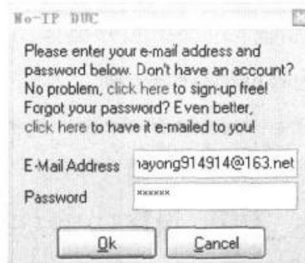 No-IP DUC
Please enter your e-mail address and
password below. Don't have an account?
No problem, click here to sign-up free!
Forgot your password? Even better,
click here to have it e-mailed to you!
E-Mail Address ayong914914@163.net
Password ××××××
Ok Cancel